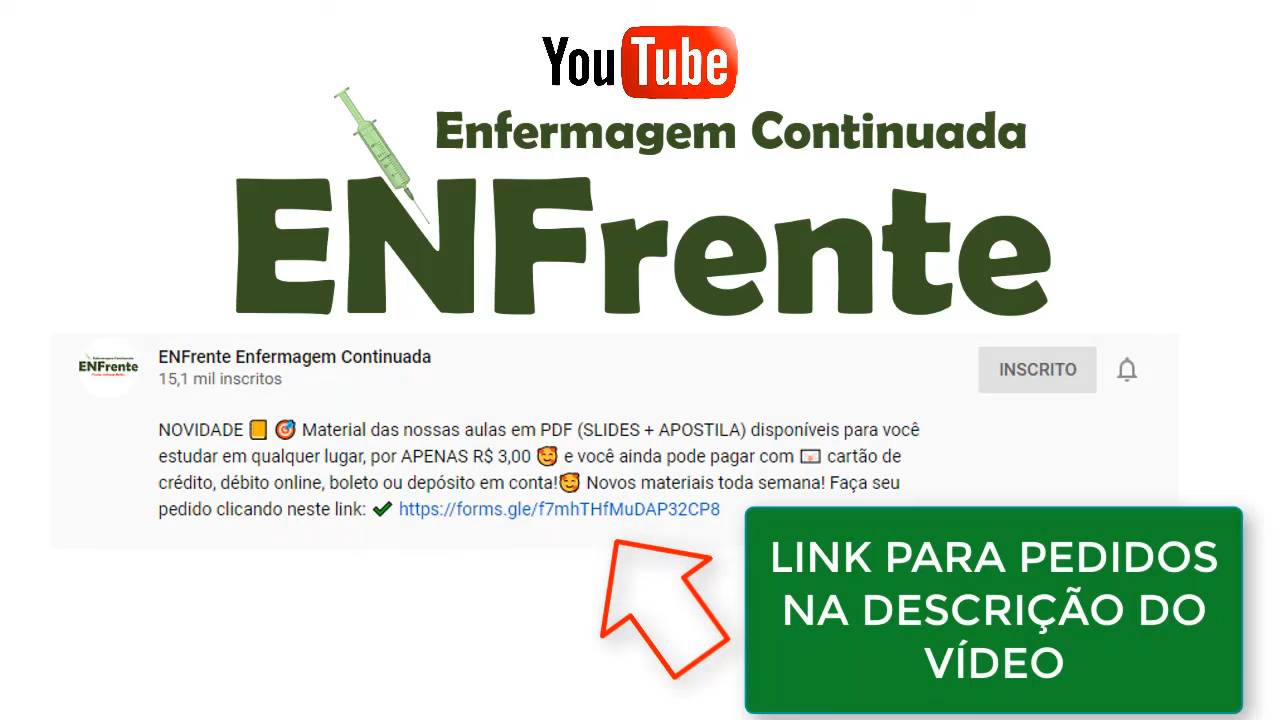 YouTube
Enfermagem Continuada
ENFrente
ENFrente Enfermagem Continuada
15,1 mil inscritos
INSCRITO
NOVIDADE 📒 🎯 Material das nossas aulas em PDF (SLIDES + APOSTILA) disponíveis para você
estudar em qualquer lugar, por APENAS R$ 3,00 🥰 e você ainda pode pagar com 💌 cartão de
crédito, débito online, boleto ou depósito em conta!🥰 Novos materiais toda semana! Faça seu
pedido clicando neste link: ✔ https://forms.gle/f7mhTHfMuDAP32CP8
LINK PARA PEDIDOS
NA DESCRIÇÃO DO
VÍDEO